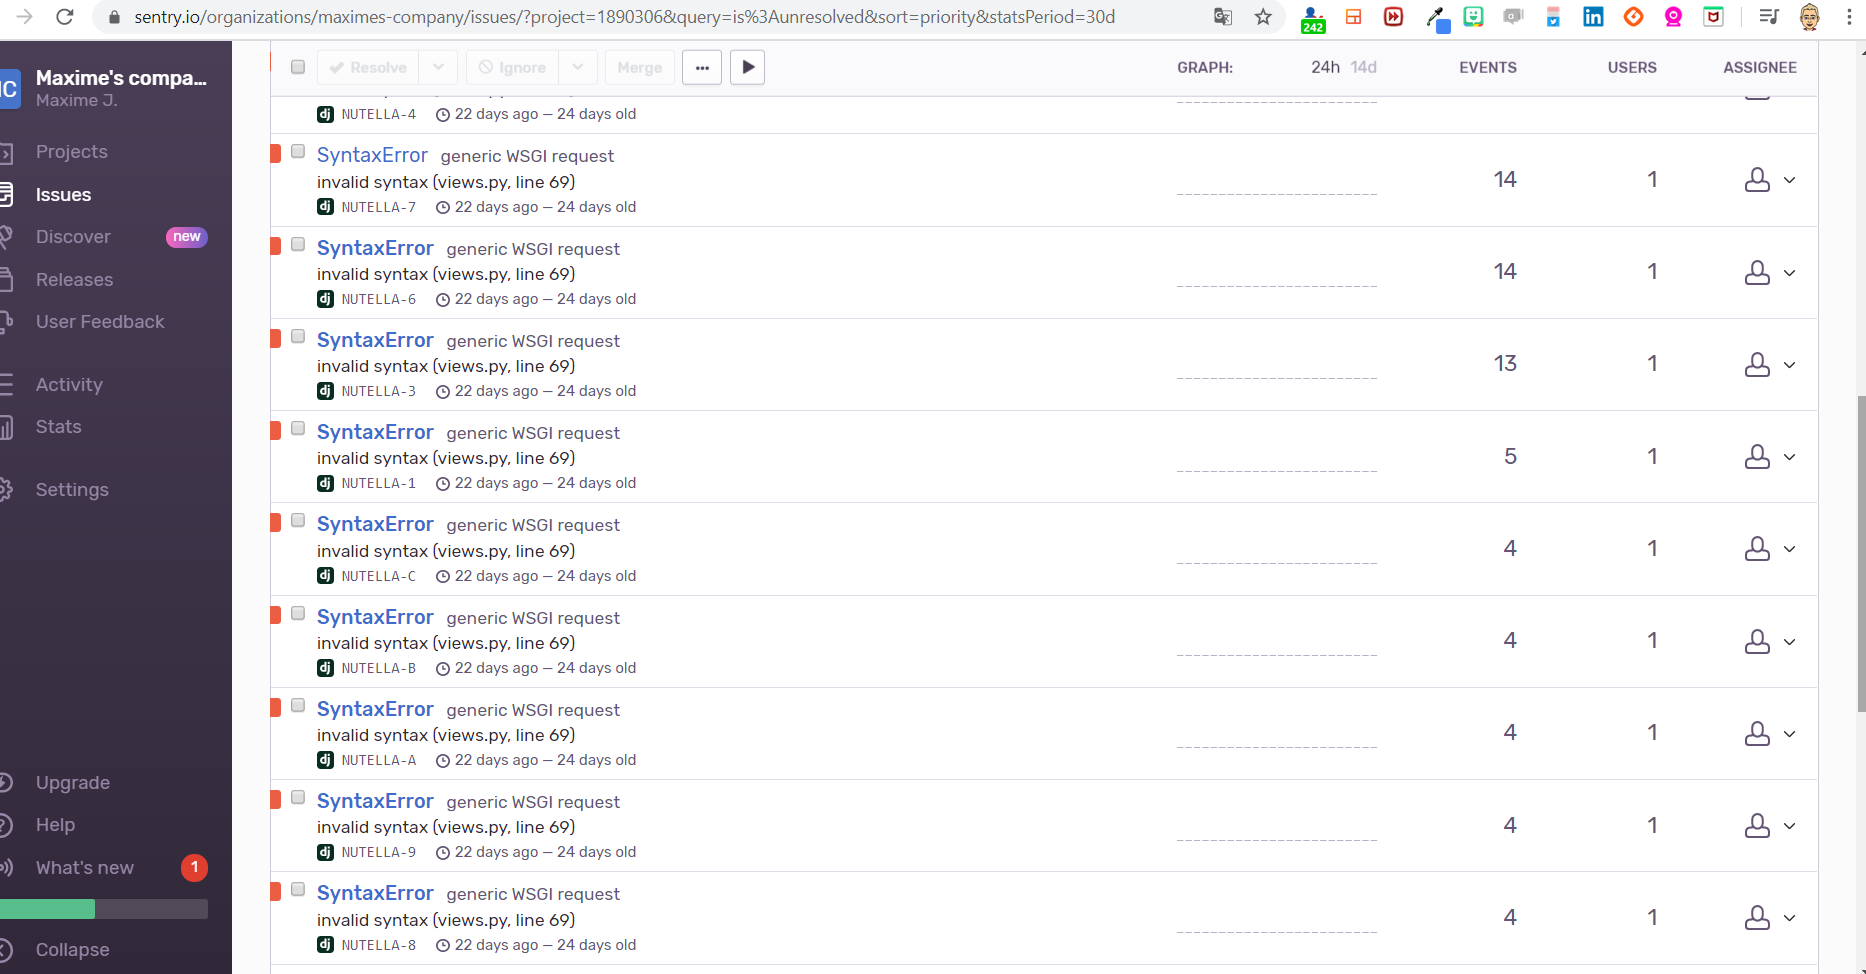 sentry.io/organizations/maximes-company/issues/?project=1890306&query=is%3Aunresolved&sort=priority&statsPeriod=30d
242
Maxime's compa...
Maxime J.
Projects
Issues
Discover new
Releases
User Feedback
Activity
Stats
Settings
Upgrade
Help
What's new 1
Collapse
Resolve Ignore Merge ... GRAPH: 24h 14d EVENTS USERS ASSIGNEE
dj NUTELLA-4 22 days ago — 24 days old
SyntaxError generic WSGI request
invalid syntax (views.py, line 69) 14 1
dj NUTELLA-7 22 days ago — 24 days old
SyntaxError generic WSGI request
invalid syntax (views.py, line 69) 14 1
dj NUTELLA-6 22 days ago — 24 days old
SyntaxError generic WSGI request
invalid syntax (views.py, line 69) 13 1
dj NUTELLA-3 22 days ago — 24 days old
SyntaxError generic WSGI request
invalid syntax (views.py, line 69) 5 1
dj NUTELLA-1 22 days ago — 24 days old
SyntaxError generic WSGI request
invalid syntax (views.py, line 69) 4 1
dj NUTELLA-C 22 days ago — 24 days old
SyntaxError generic WSGI request
invalid syntax (views.py, line 69) 4 1
dj NUTELLA-B 22 days ago — 24 days old
SyntaxError generic WSGI request
invalid syntax (views.py, line 69) 4 1
dj NUTELLA-A 22 days ago — 24 days old
SyntaxError generic WSGI request
invalid syntax (views.py, line 69) 4 1
dj NUTELLA-9 22 days ago — 24 days old
SyntaxError generic WSGI request
invalid syntax (views.py, line 69) 4 1
dj NUTELLA-8 22 days ago — 24 days old